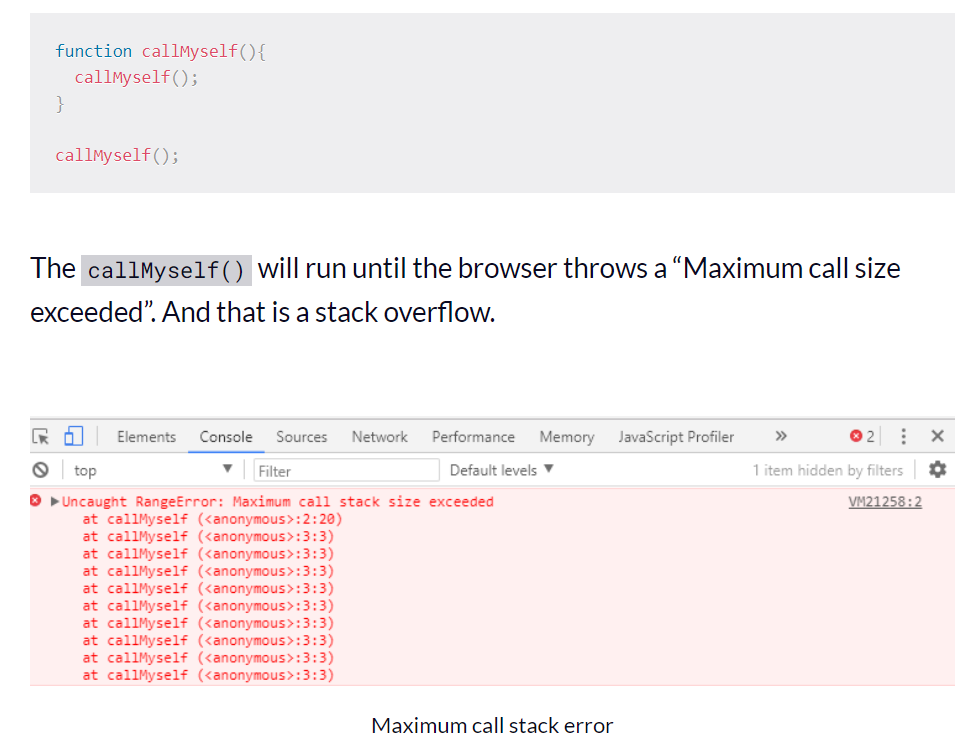 function callMyself(){
  callMyself();
}
callMyself();
The callMyself() will run until the browser throws a “Maximum call size
exceeded”. And that is a stack overflow.
Elements Console Sources Network Performance Memory JavaScript Profiler » 2
top Filter Default levels 1 item hidden by filters
Uncaught RangeError: Maximum call stack size exceeded VM21258:2
at callMyself (<anonymous>:2:20)
at callMyself (<anonymous>:3:3)
at callMyself (<anonymous>:3:3)
at callMyself (<anonymous>:3:3)
at callMyself (<anonymous>:3:3)
at callMyself (<anonymous>:3:3)
at callMyself (<anonymous>:3:3)
at callMyself (<anonymous>:3:3)
at callMyself (<anonymous>:3:3)
at callMyself (<anonymous>:3:3)
Maximum call stack error